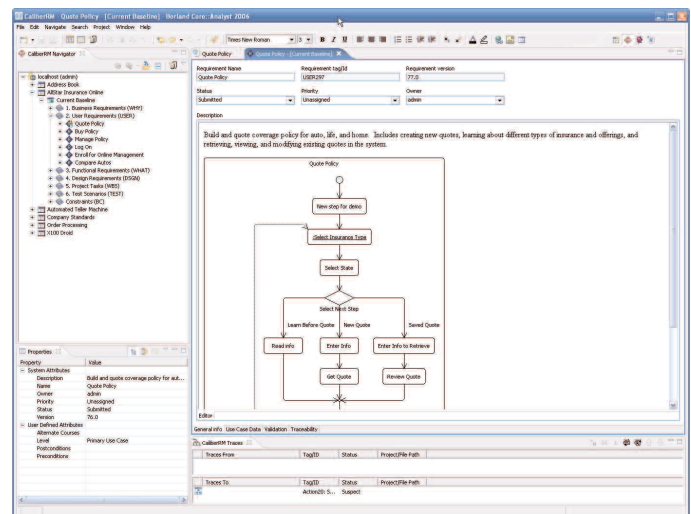 CaliberRM Quote Policy [Current Baseline] - Borland Core::Analyst 2006
File Edit Navigate Search Project Window Help
Times New Roman 3 B I U
CaliberRM Navigator
localhost (admin)
Address Book
AllStar Insurance Online
Current Baseline
1. Business Requirements (WHY)
2. User Requirements (USER)
Quote Policy
Buy Policy
Manage Policy
Log On
Enroll for Online Management
Compare Autos
3. Functional Requirements (WHAT)
4. Design Requirements (DSGN)
5. Project Tasks (WBS)
6. Test Scenarios (TEST)
Constraints (BC)
Automated Teller Machine
Company Standards
Order Processing
X100 Droid
Properties
Property Value
System Attributes
Description Build and quote coverage policy for aut...
Name Quote Policy
Owner admin
Priority Unassigned
Status Submitted
Version 76.0
User Defined Attributes
Alternate Courses
Level Primary Use Case
Postconditions
Preconditions
Quote Policy Quote Policy - [Current Baseline]
Requirement Name Requirement tag/Id Requirement version
Quote Policy USER297 77.0
Status Priority Owner
Submitted Unassigned admin
Description
Build and quote coverage policy for auto, life, and home. Includes creating new quotes, learning about different types of insurance and offerings, and
retrieving, viewing, and modifying existing quotes in the system.
Quote Policy
New step for demo
:Select Insurance Type
Select State
Select Next Step
Learn Before Quote New Quote Saved Quote
Read info Enter Info Enter Info to Retrieve
Get Quote Review Quote
Editor
General info Use Case Data Validation Traceability
CaliberRM Traces
Traces From Tag/ID Status Project/File Path
Traces To Tag/ID Status Project/File Path
Action20: S... Suspect